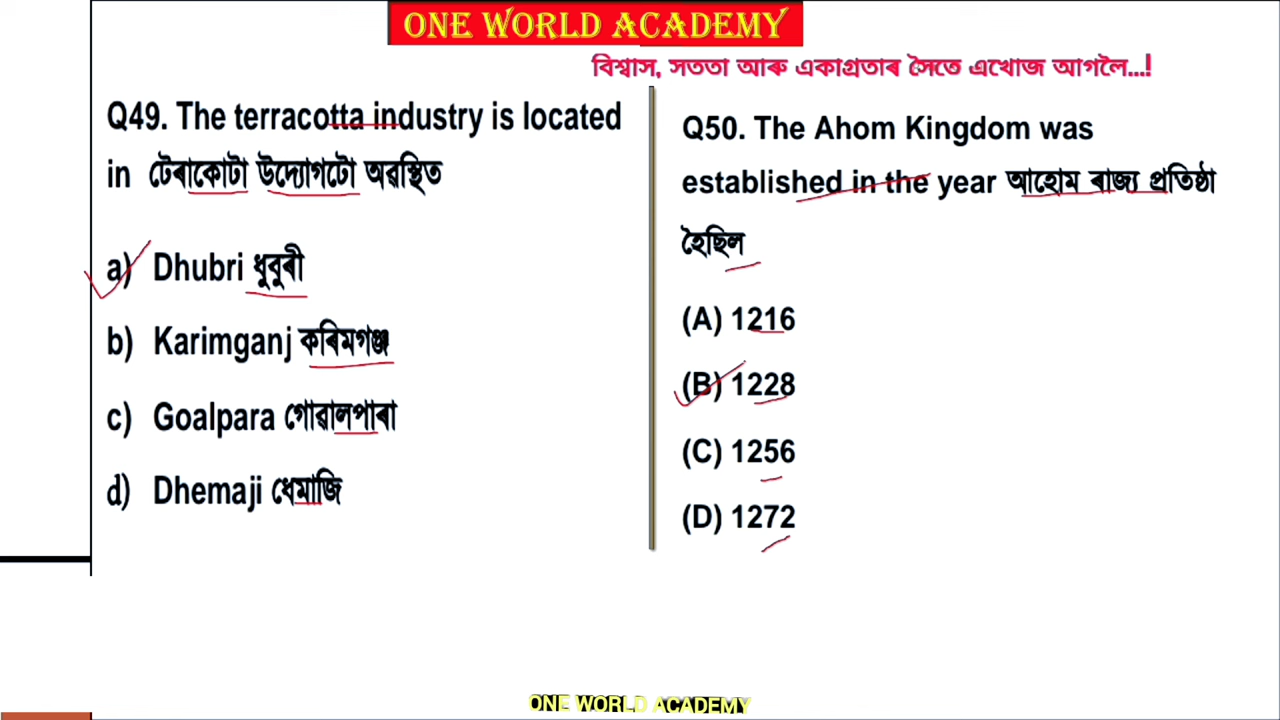 ONE WORLD ACADEMY
বিশ্বাস, সততা আৰু একাগ্ৰতাৰ সৈতে এখোজ আগলৈ...!
Q49. The terracotta industry is located
in টেৰাকোটা উদ্যোগটো অৱস্থিত
a) Dhubri ধুবুৰী
b) Karimganj কৰিমগঞ্জ
c) Goalpara গোৱালপাৰা
d) Dhemaji ধেমাজি
Q50. The Ahom Kingdom was
established in the year আহোম ৰাজ্য প্ৰতিষ্ঠা
হৈছিল
(A) 1216
(B) 1228
(C) 1256
(D) 1272
ONE WORLD ACADEMY